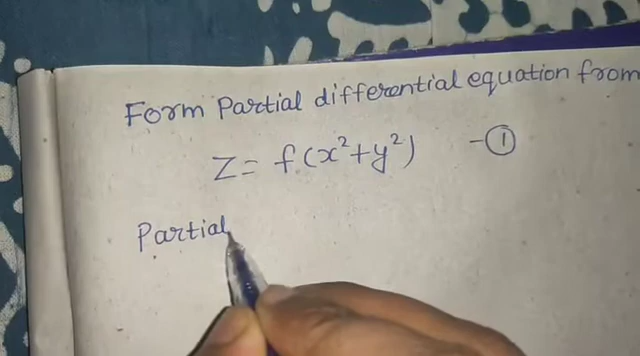 Form Partial differential equation from
Z = f(x²+y²) -①
Partial